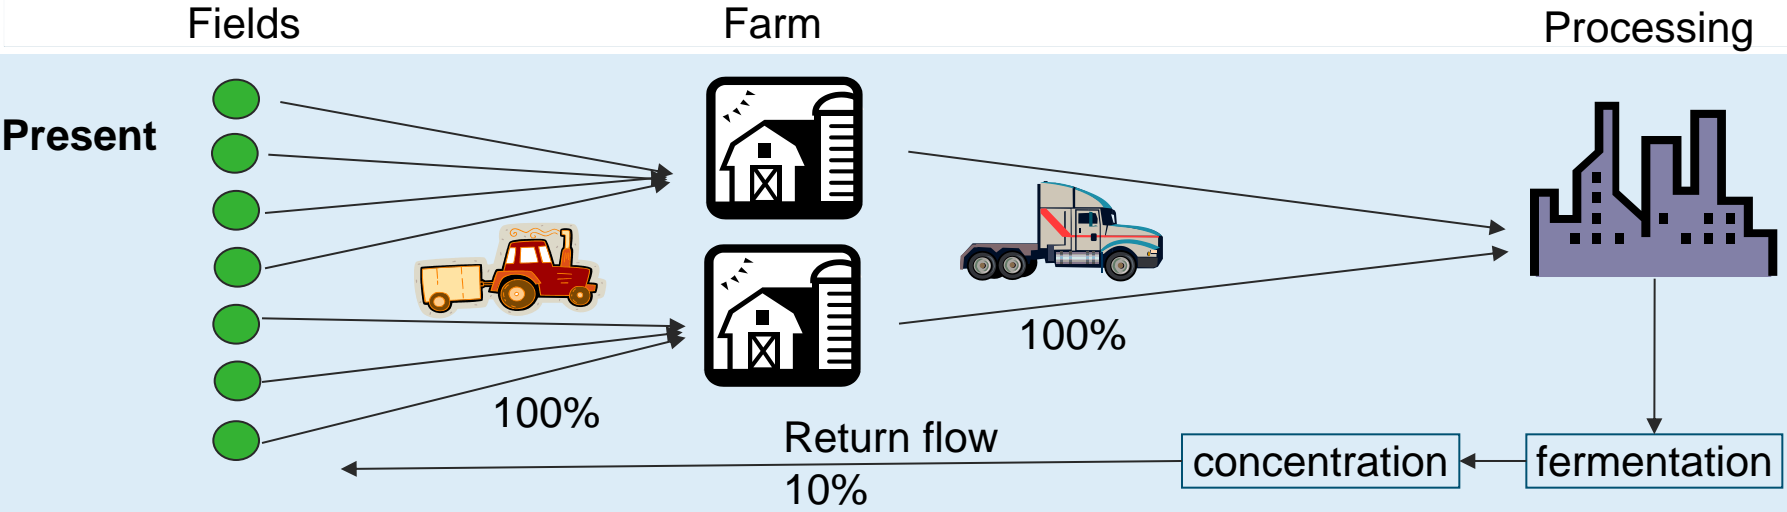 Fields
Farm
Processing
Present
100%
100%
Return flow
10%
concentration
fermentation